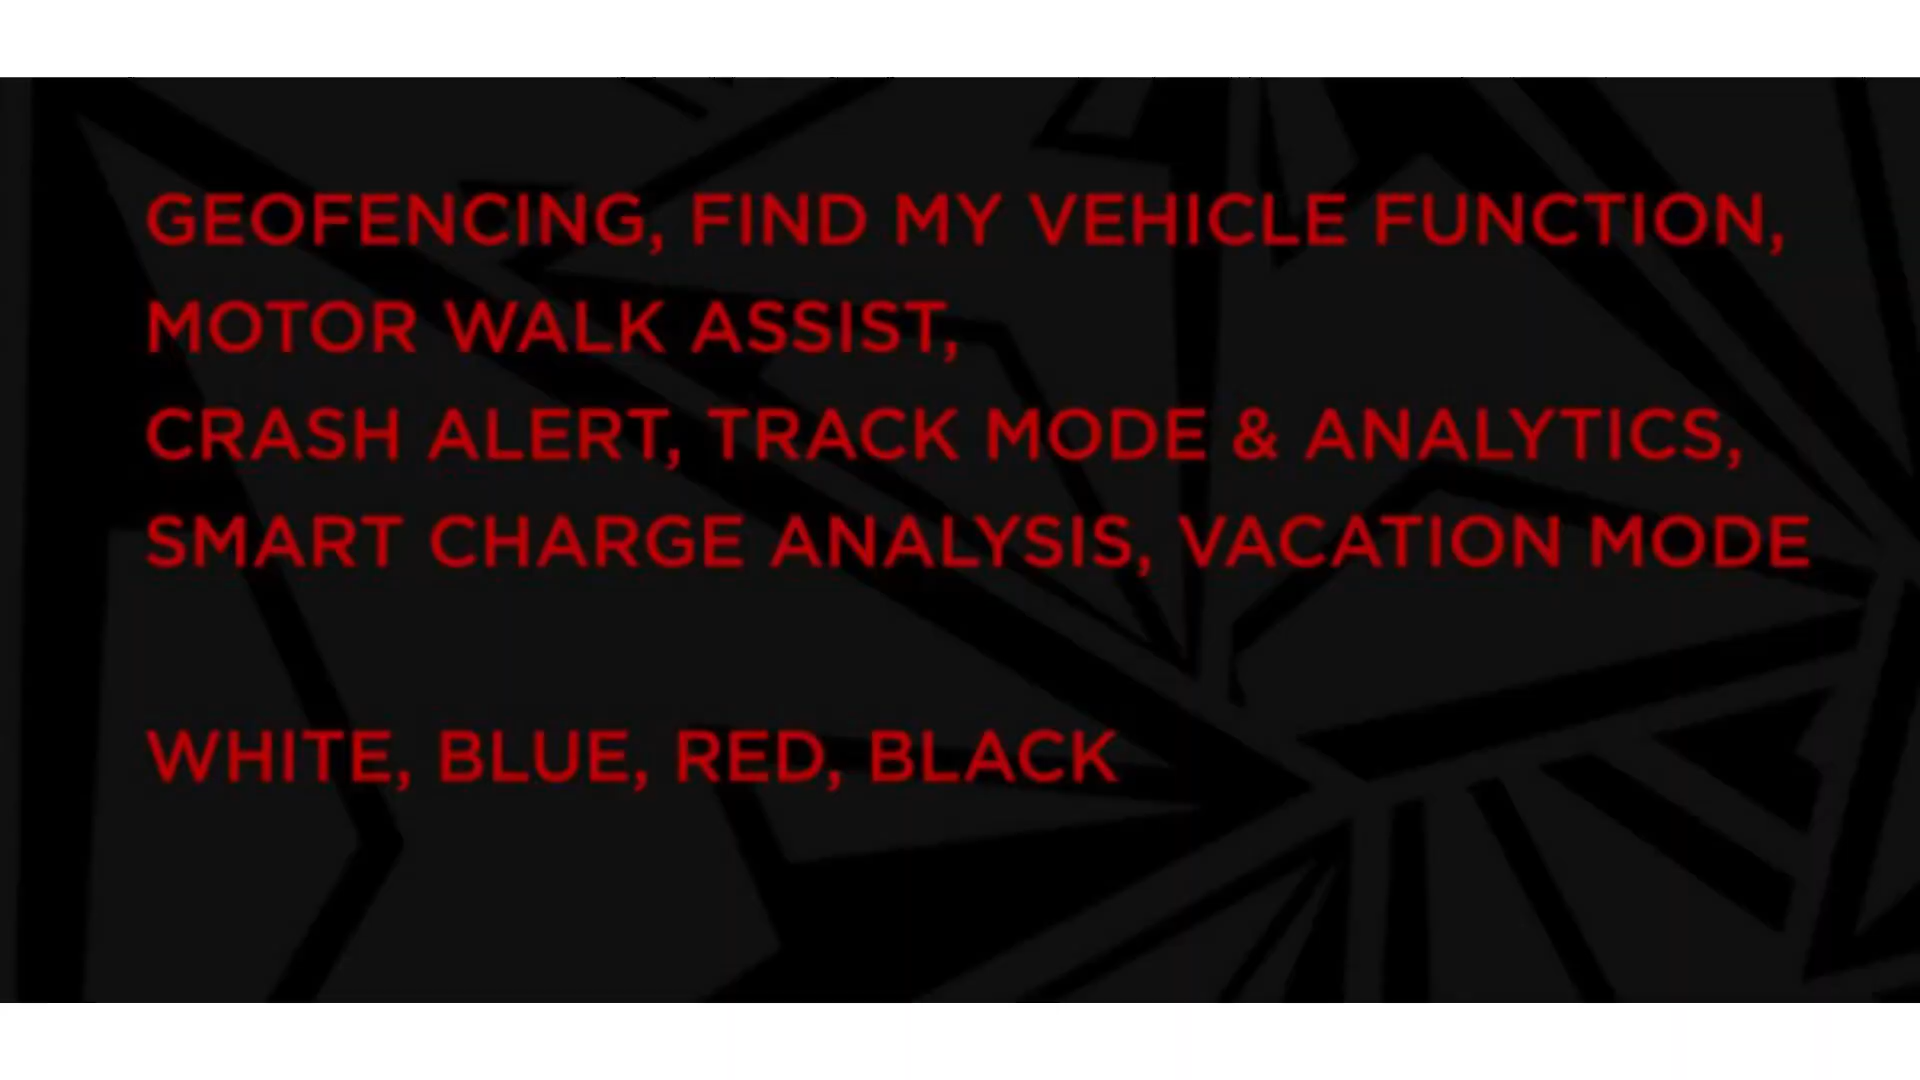 GEOFENCING, FIND MY VEHICLE FUNCTION,
MOTOR WALK ASSIST,
CRASH ALERT, TRACK MODE & ANALYTICS,
SMART CHARGE ANALYSIS, VACATION MODE
WHITE, BLUE, RED, BLACK